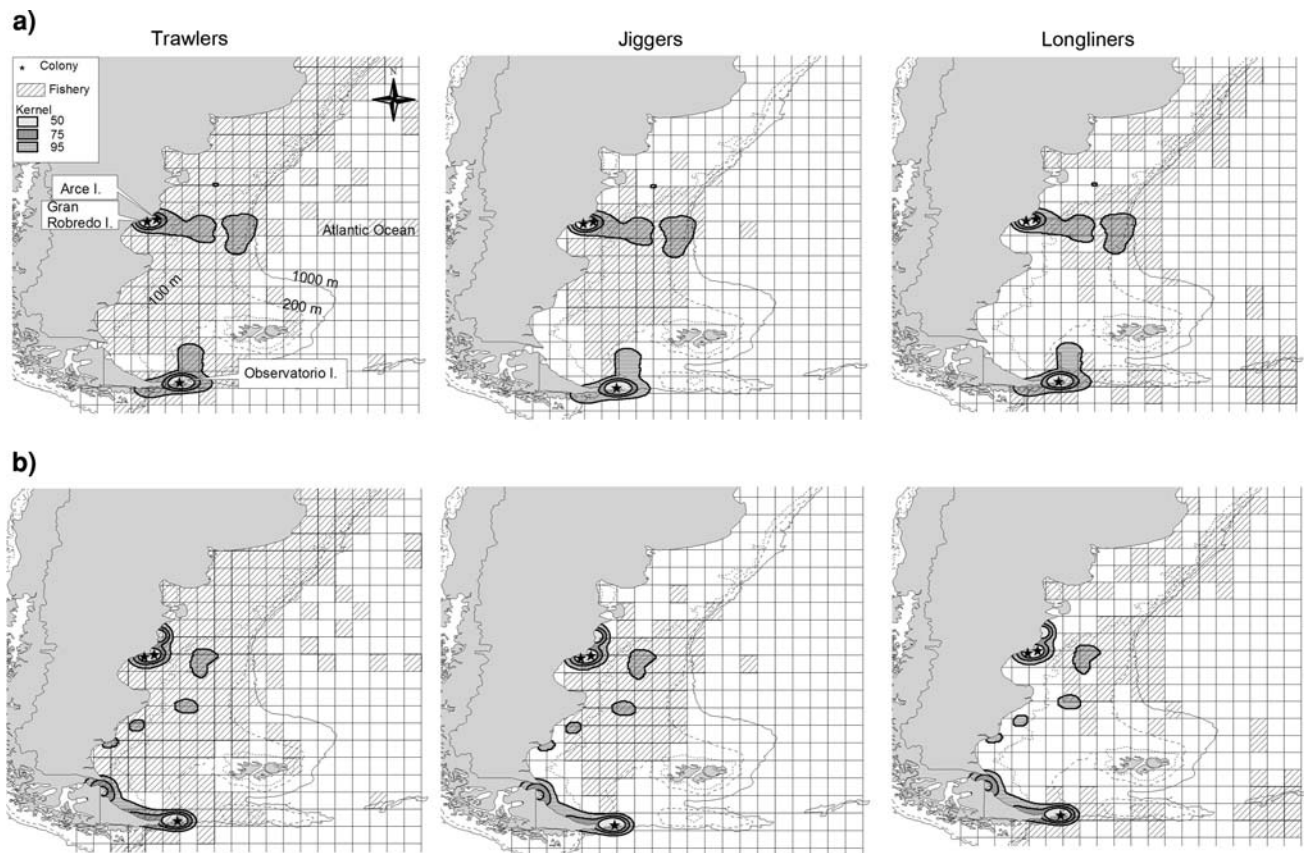 a)
Trawlers
Jiggers
Longliners
Colony
Fishery
Kernel
50
75
95
N
Arce I.
Gran
Robredo I.
Atlantic Ocean
1000 m
100 m
200 m
Observatorio I.
b)